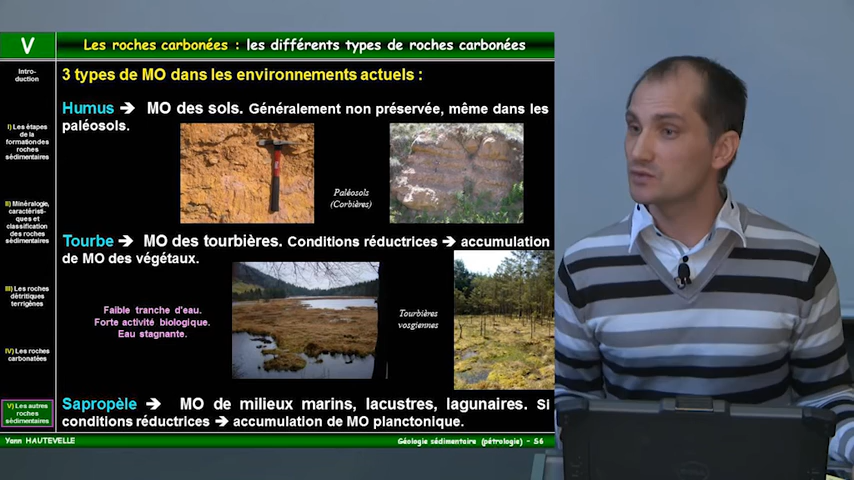 V
Les roches carbonées : les différents types de roches carbonées
Intro-
duction
I) Les étapes
de la
formation des
roches
sédimentaires
II) Minéralogie,
caractéristi-
ques et
classification
des roches
sédimentaires
III) Les roches
détritiques
terrigènes
IV) Les roches
carbonatées
V) Les autres
roches
sédimentaires
3 types de MO dans les environnements actuels :
Humus ➔ MO des sols. Généralement non préservée, même dans les
paléosols.
Paléosols
(Corbières)
Tourbe ➔ MO des tourbières. Conditions réductrices ➔ accumulation
de MO des végétaux.
Faible tranche d'eau.
Forte activité biologique.
Eau stagnante.
Tourbières
vosgiennes
Sapropèle ➔ MO de milieux marins, lacustres, lagunaires. Si
conditions réductrices ➔ accumulation de MO planctonique.
Yann HAUTEVELLE
Géologie sédimentaire (pétrologie) - 56